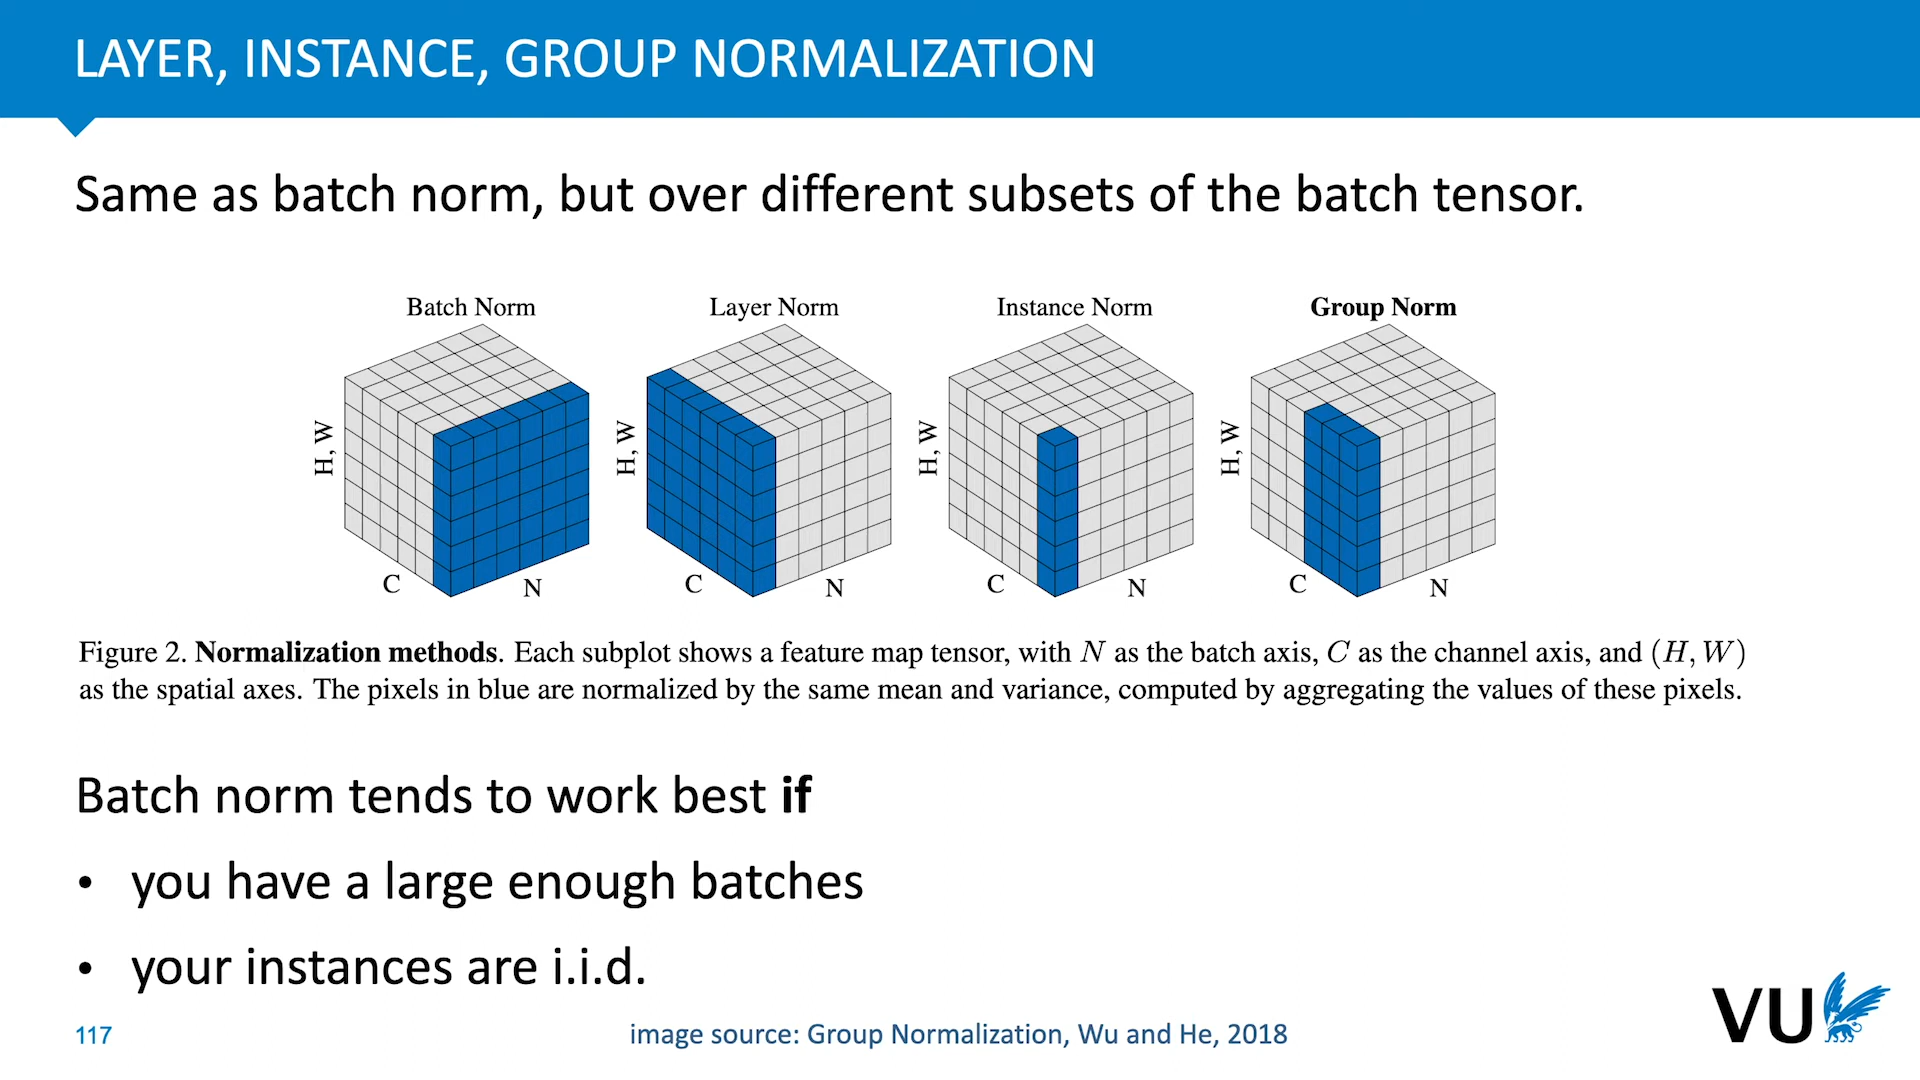 LAYER, INSTANCE, GROUP NORMALIZATION
Same as batch norm, but over different subsets of the batch tensor.
Batch Norm
Layer Norm
Instance Norm
Group Norm
H, W
H, W
H, W
H, W
C
N
C
N
C
N
C
N
Figure 2. Normalization methods. Each subplot shows a feature map tensor, with N as the batch axis, C as the channel axis, and (H, W)
as the spatial axes. The pixels in blue are normalized by the same mean and variance, computed by aggregating the values of these pixels.
Batch norm tends to work best if
• you have a large enough batches
• your instances are i.i.d.
117
image source: Group Normalization, Wu and He, 2018
VU